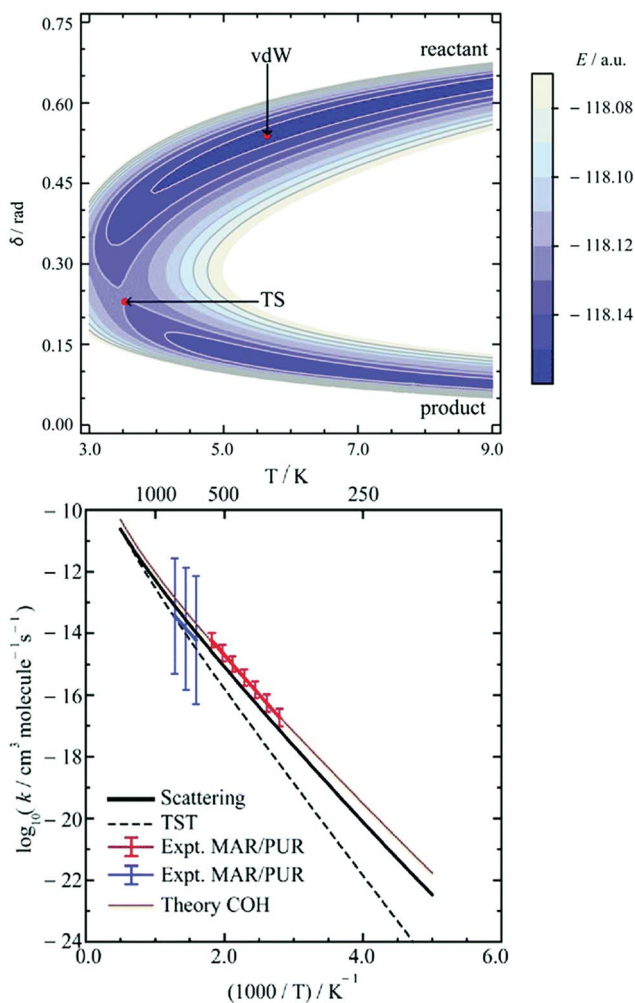 0.75
reactant
E / a.u.
vdW
0.60
− 118.08
0.45
− 118.10
δ / rad
0.30
− 118.12
TS
− 118.14
0.15
product
0.00
3.0 5.0 7.0 9.0
T / K
1000 500 250
− 10
− 12
− 14
− 16
− 18
− 20
− 22
− 24
log10( k / cm3 molecule−1s−1)
Scattering
TST
Expt. MAR/PUR
Expt. MAR/PUR
Theory COH
0.0 2.0 4.0 6.0
(1000 / T) / K−1